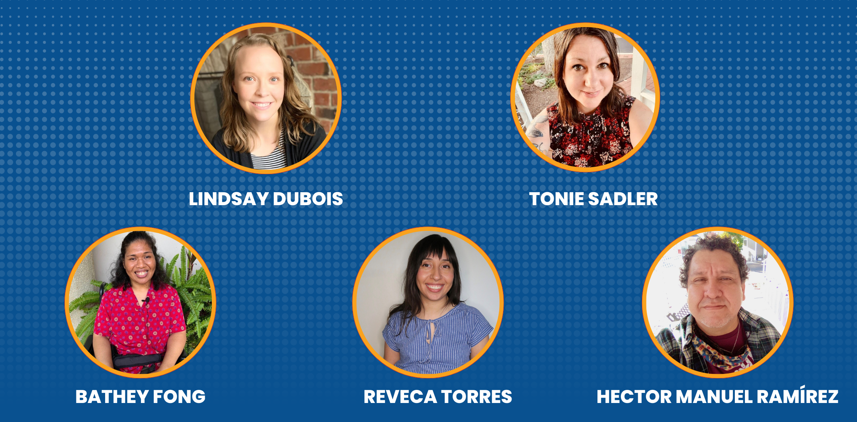 LINDSAY DUBOIS
TONIE SADLER
BATHEY FONG
REVECA TORRES
HECTOR MANUEL RAMÍREZ